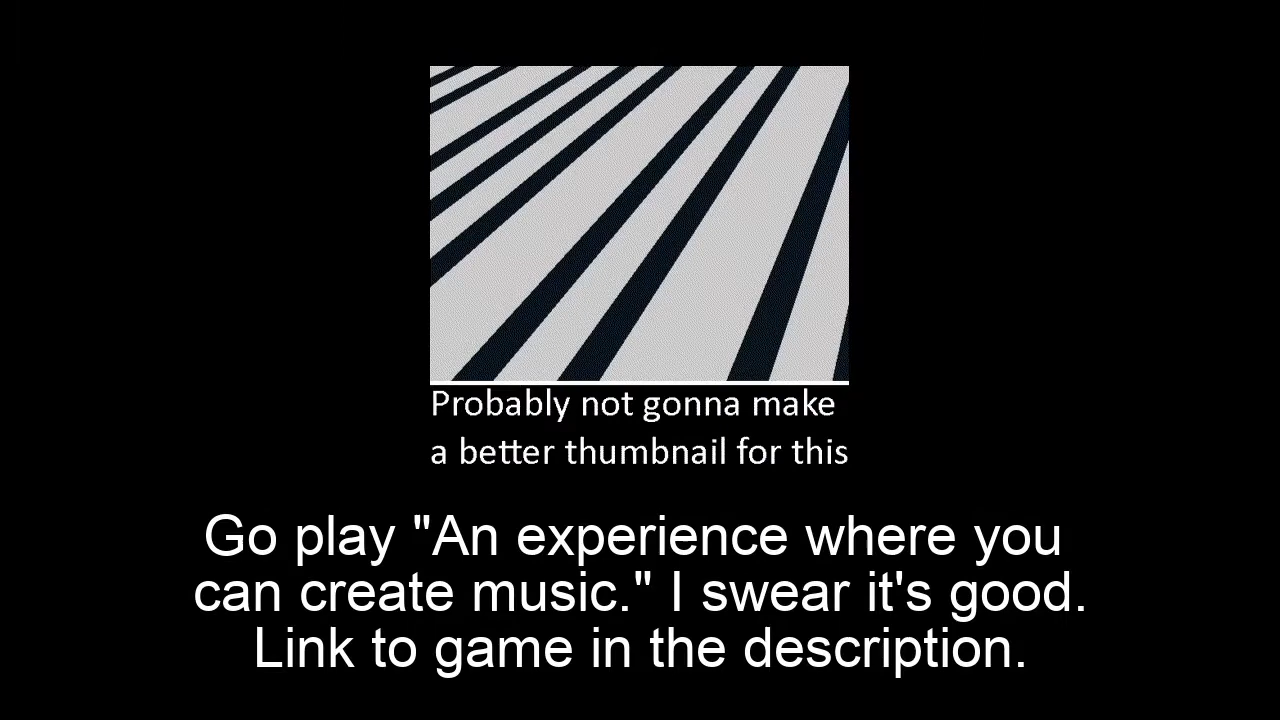 Probably not gonna make
a better thumbnail for this
Go play "An experience where you
can create music." I swear it's good.
Link to game in the description.